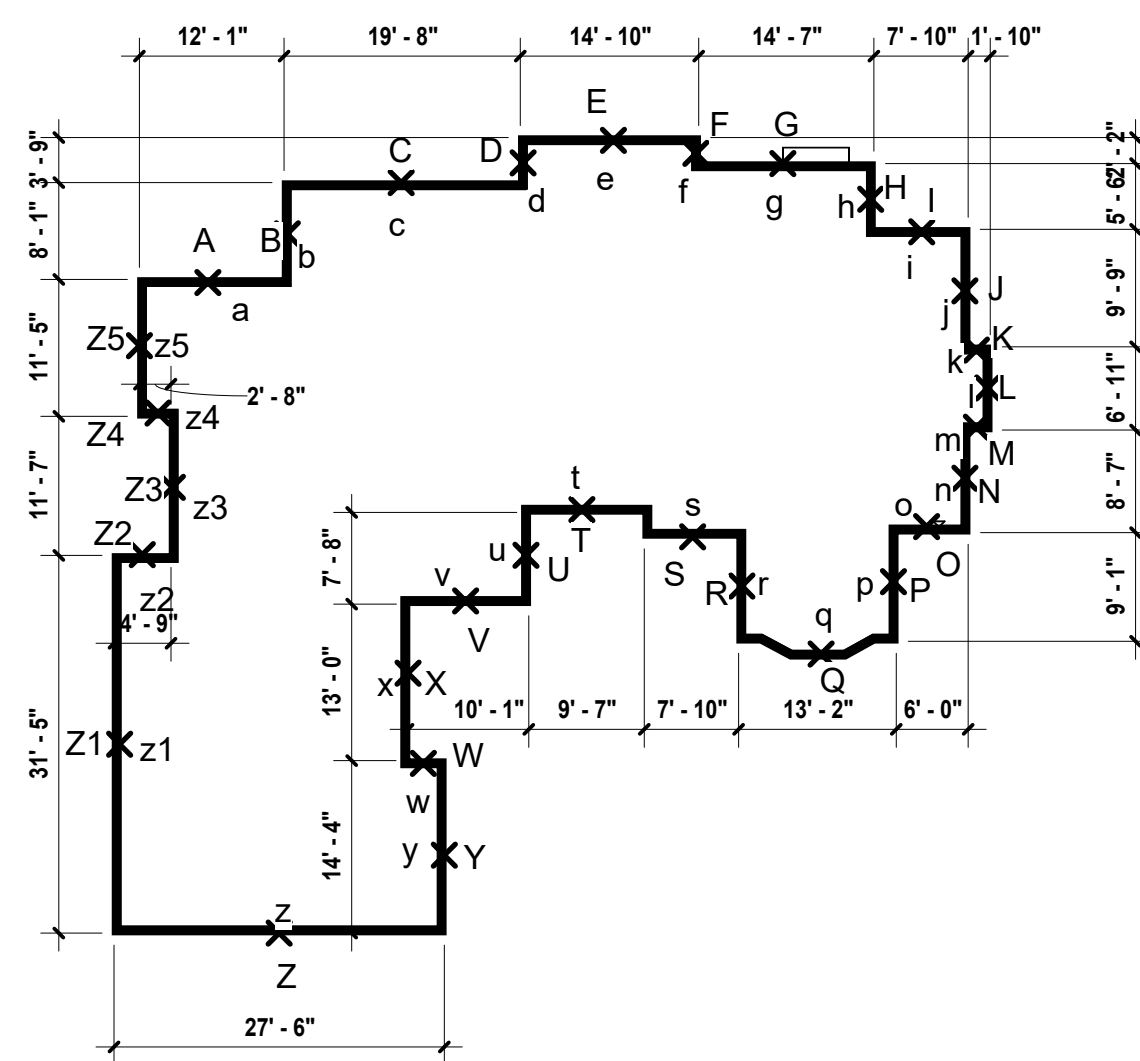 12' - 1" 19' - 8" 14' - 10" 14' - 7" 7' - 10" 1' - 10"
3' - 9"
8' - 1"
11' - 5"
11' - 7"
31' - 5"
2' - 2"
5' - 6"
9' - 9"
6' - 11"
8' - 7"
9' - 1"
E
F G
C D
d e f g
H I
h
A B c
b i
a
J
j
Z5 z5
K
k
2' - 8"
l L
Z4 z4
m M
t
Z3 z3
s o n N
Z2
u U T S O
v
z2
R r p P
4' - 9"
V
q
x X Q
7' - 8"
13' - 0"
14' - 4"
10' - 1" 9' - 7" 7' - 10" 13' - 2" 6' - 0"
Z1 z1
W
w
y Y
z
Z
27' - 6"